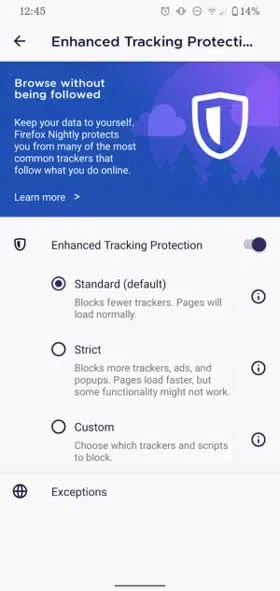 12:45
14%
Enhanced Tracking Protecti...
Browse without
being followed
Keep your data to yourself.
Firefox Nightly protects
you from many of the
most common trackers that
follow what you do online.
Learn more >
Enhanced Tracking Protection
Standard (default)
Blocks fewer trackers. Pages will
load normally.
Strict
Blocks more trackers, ads, and
popups. Pages load faster, but
some functionality might not work.
Custom
Choose which trackers and scripts
to block.
Exceptions